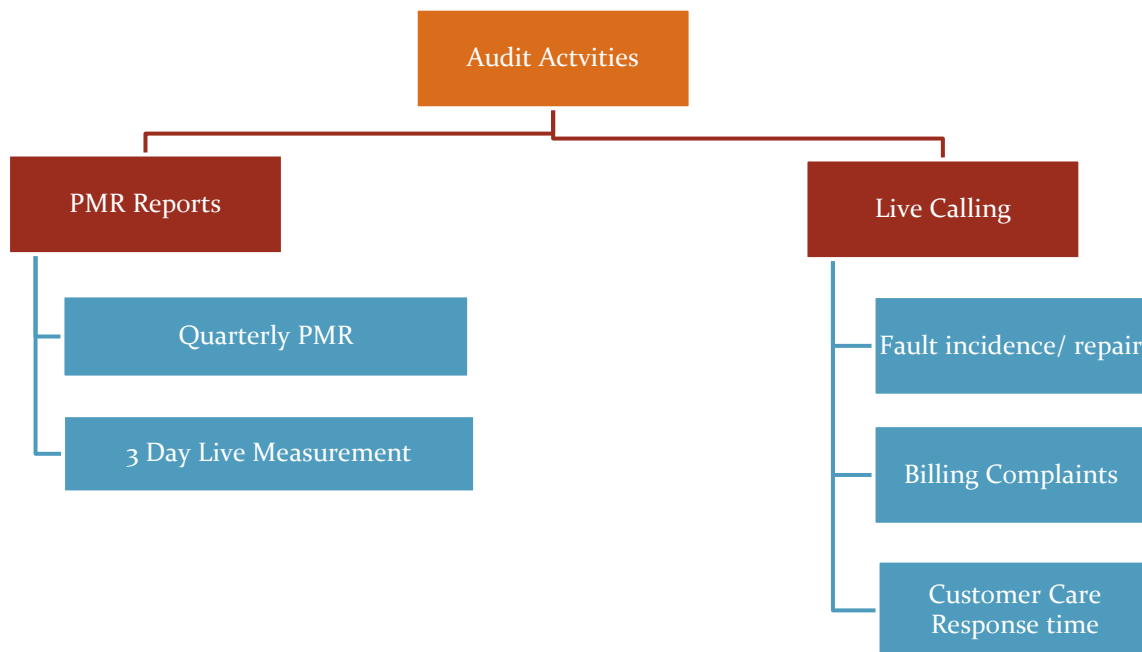 Audit Actvities
PMR Reports
Quarterly PMR
3 Day Live Measurement
Live Calling
Fault incidence/ repair
Billing Complaints
Customer Care
Response time